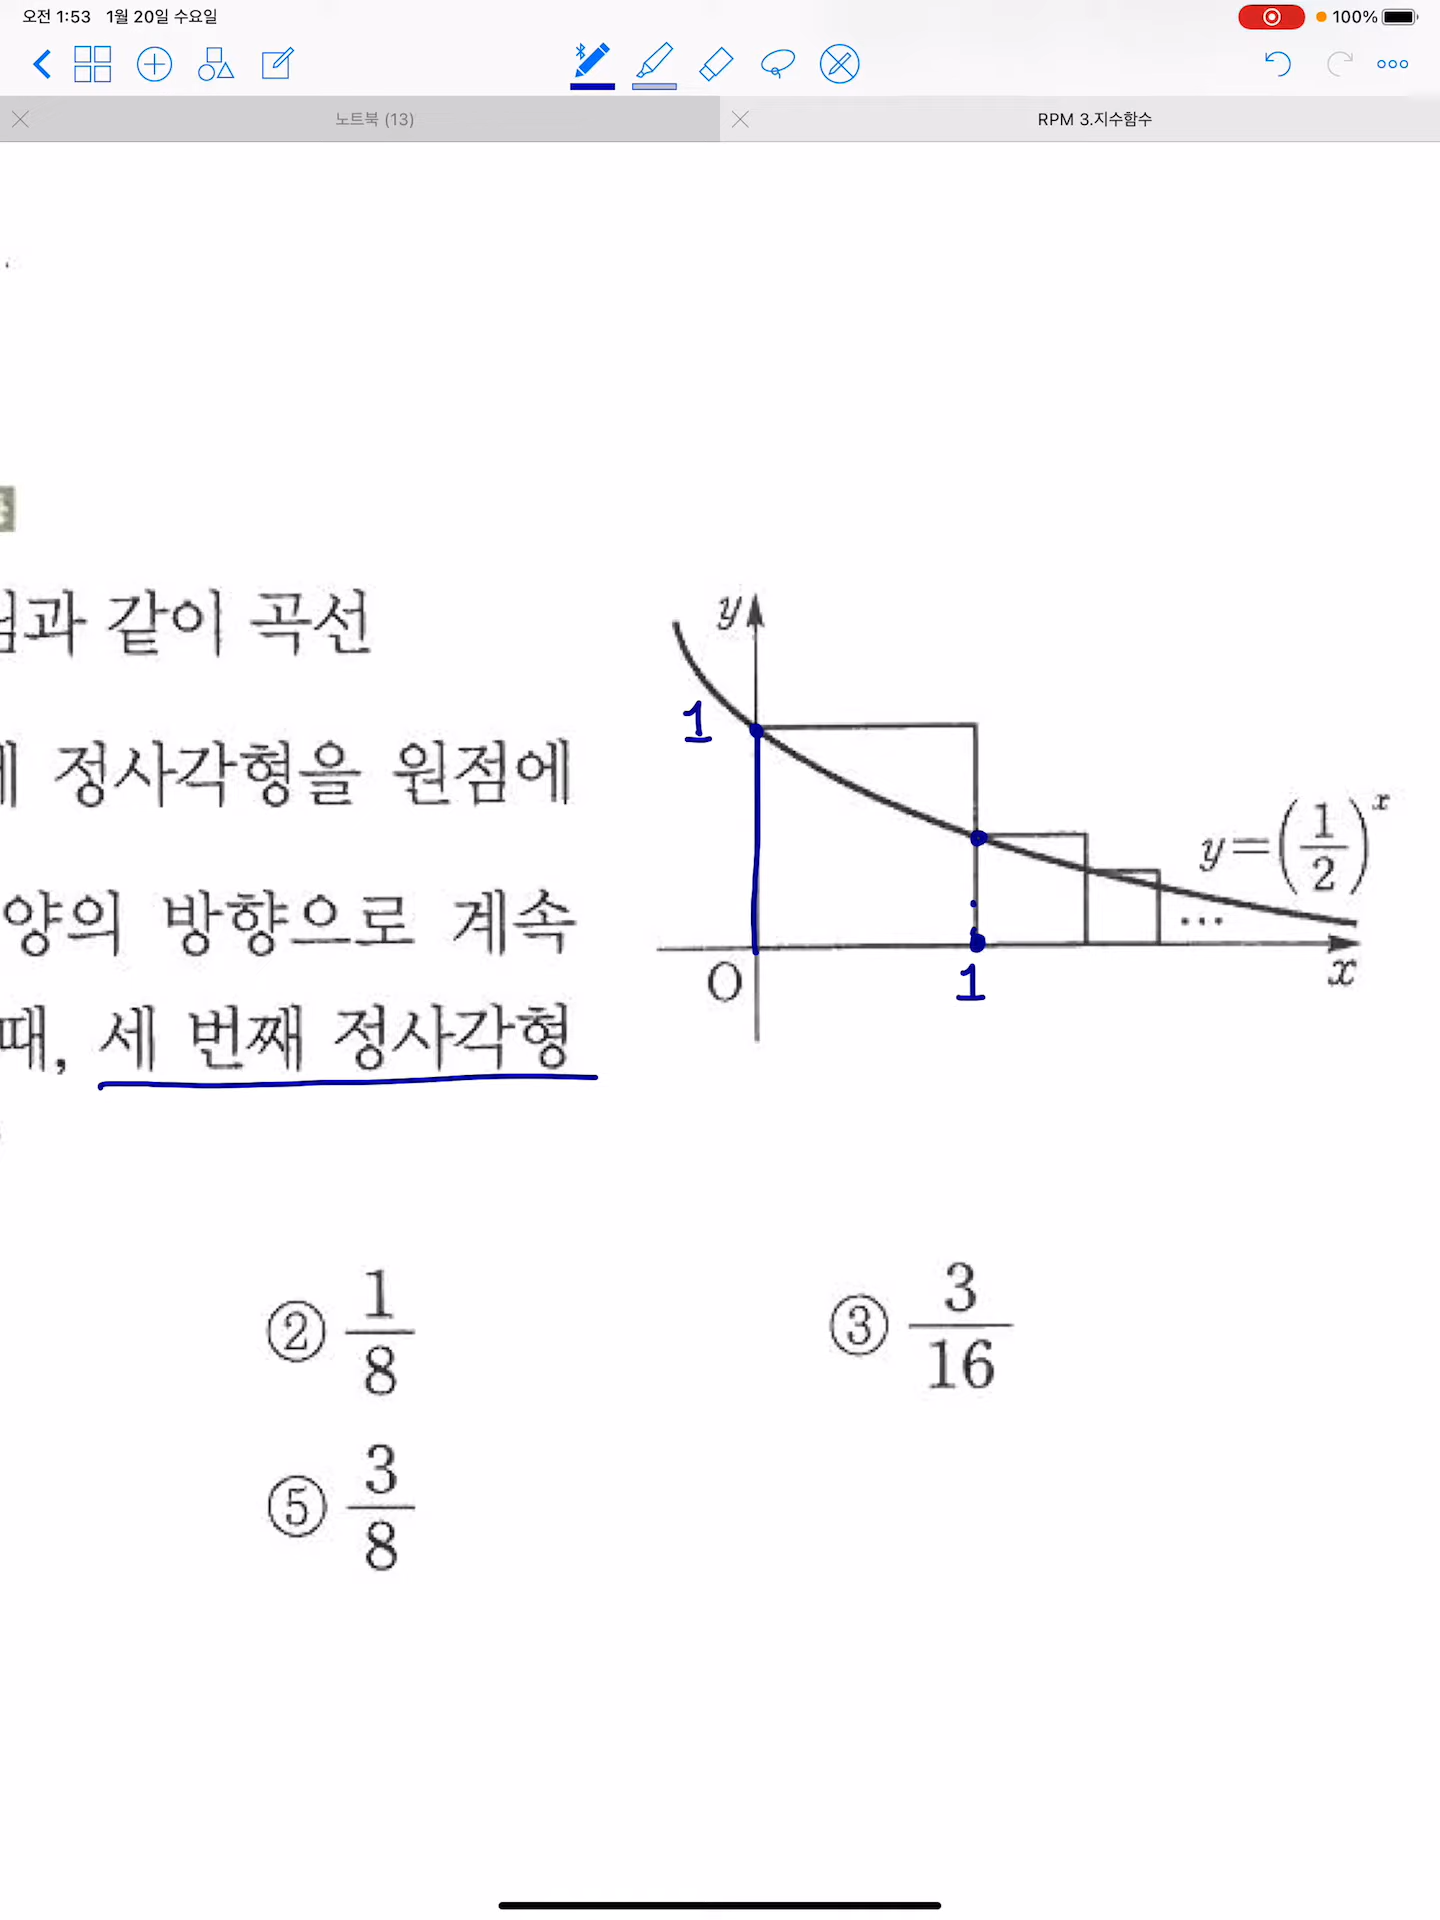 오전 1:53 1월 20일 수요일
100%
노트북 (13)
RPM 3.지수함수
같이 곡선
정사각형을 원점에
양의 방향으로 계속
때, 세 번째 정사각형
y
1
y=(1/2)^x
...
O
1
x
② 1/8
③ 3/16
⑤ 3/8